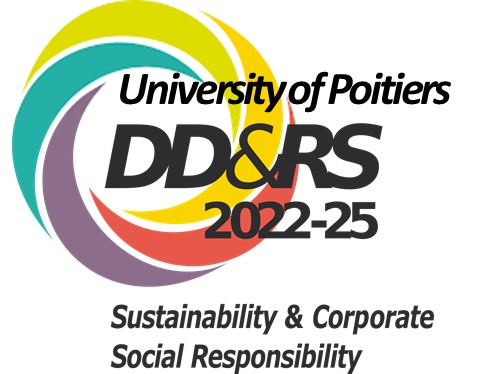 University of Poitiers
DD&RS
2022-25
Sustainability & Corporate
Social Responsibility